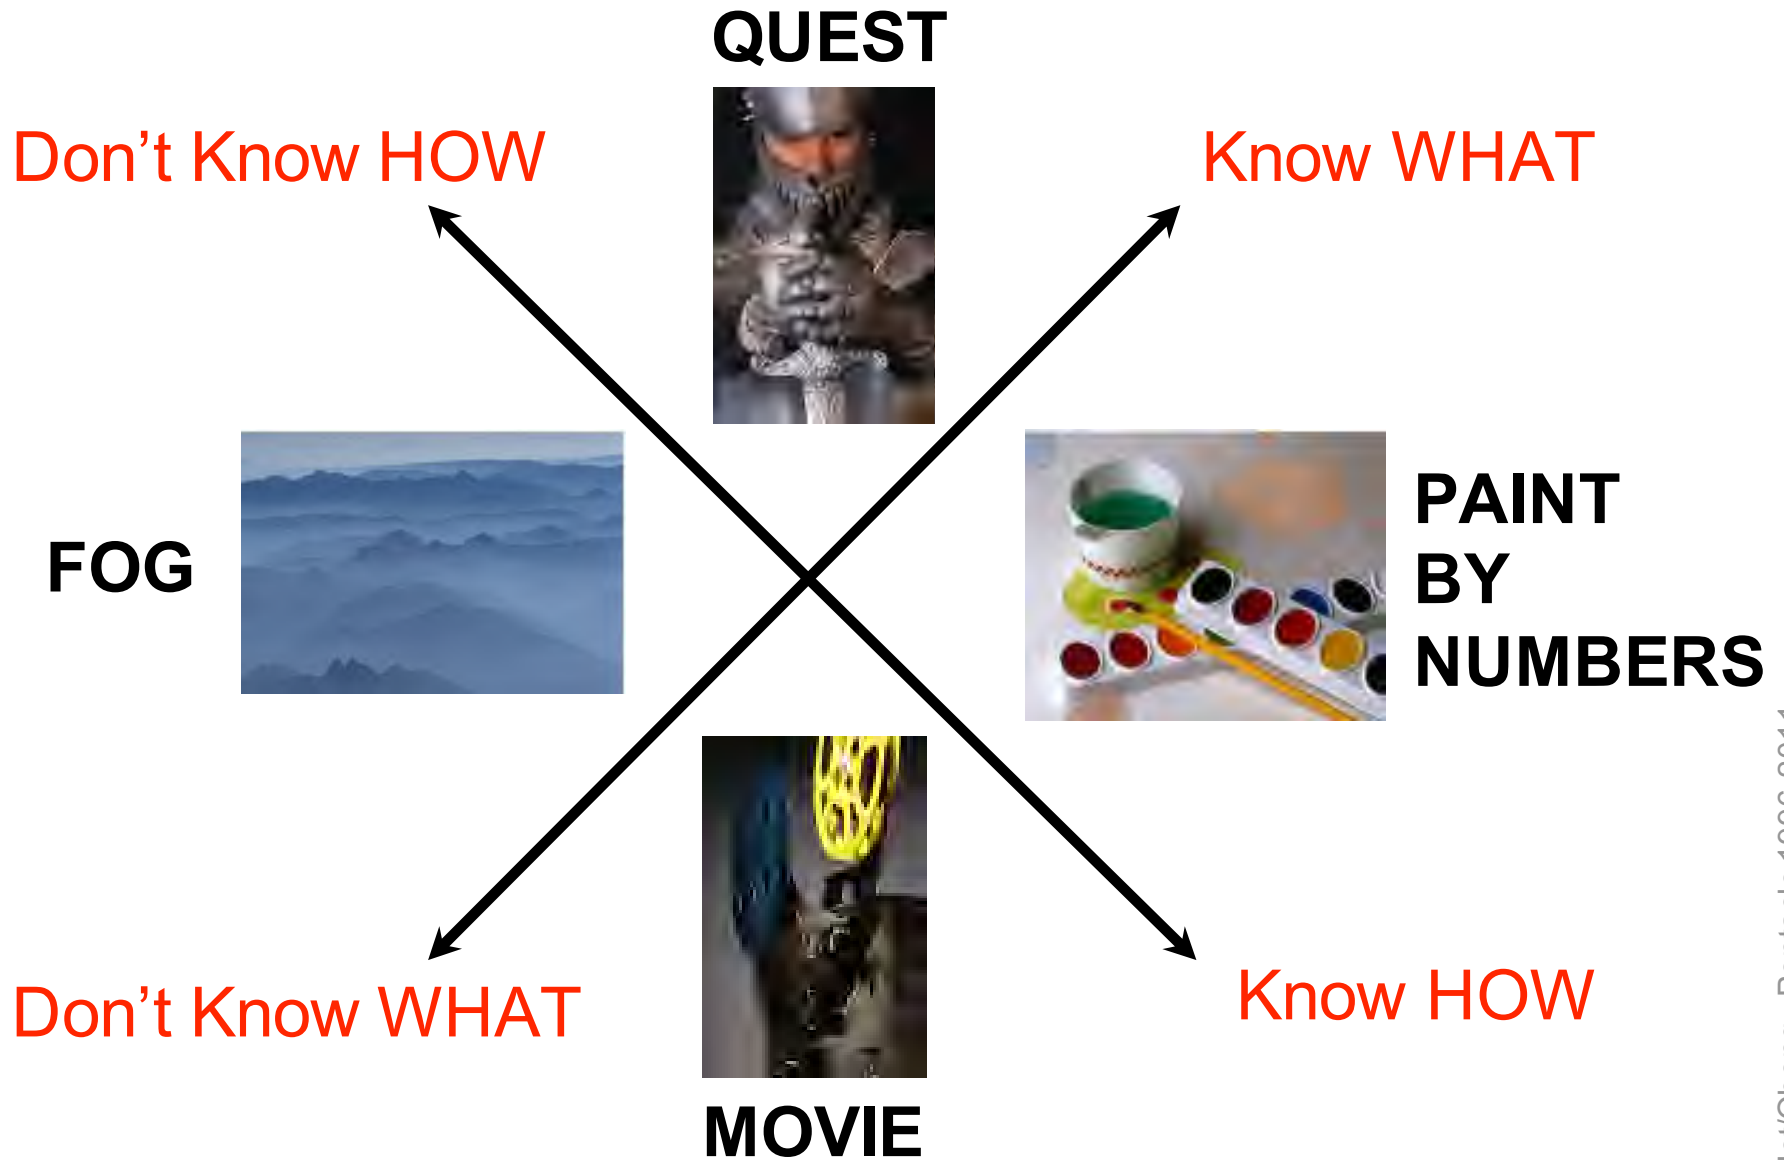 QUEST
Don't Know HOW
Know WHAT
FOG
PAINT
BY
NUMBERS
Don't Know WHAT
Know HOW
MOVIE